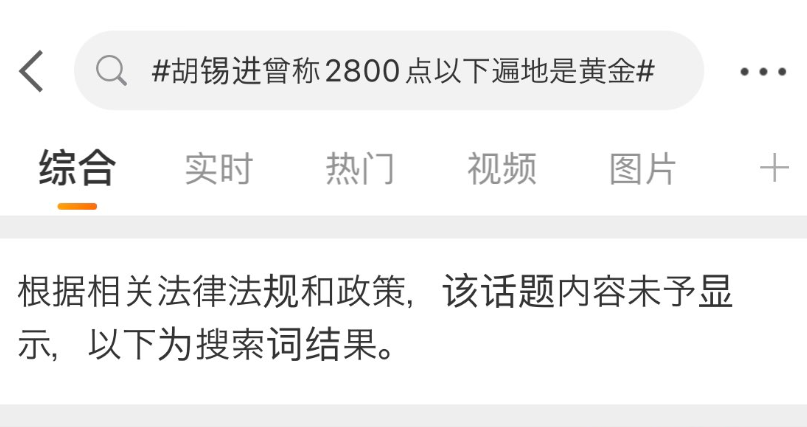 #胡锡进曾称2800点以下遍地是黄金#
综合 实时 热门 视频 图片
根据相关法律法规和政策，该话题内容未予显
示，以下为搜索词结果。